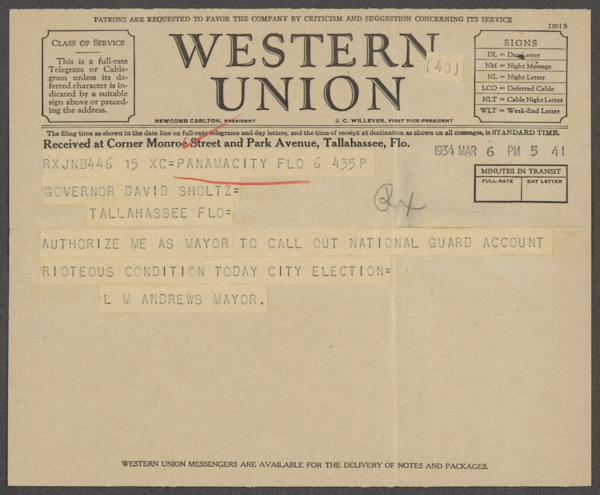 PATRONS ARE REQUESTED TO FAVOR THE COMPANY BY CRITICISM AND SUGGESTION CONCERNING ITS SERVICE
1201 S
CLASS OF SERVICE
This is a full-rate
Telegram or Cable-
gram unless its de-
ferred character is in-
dicated by a suitable
sign above or preced-
ing the address.
WESTERN
UNION
(40)
NEWCOMB CARLTON, PRESIDENT
J. C. WILLEVER, FIRST VICE-PRESIDENT
SIGNS
DL = Day Letter
NM = Night Message
NL = Night Letter
LCO = Deferred Cable
NLT = Cable Night Letter
WLT = Week-End Letter
The filing time as shown in the date line on full-rate telegrams and day letters, and the time of receipt at destination as shown on all messages, is STANDARD TIME.
Received at Corner Monroe Street and Park Avenue, Tallahassee, Flo.
1934 MAR 6 PM 5 41
MINUTES IN TRANSIT
FULL-RATE DAY LETTER
RXJNB446 15 XC=PANAMACITY FLO 6 435P
GOVERNOR DAVID SHOLTZ=
TALLAHASSEE FLO=
AUTHORIZE ME AS MAYOR TO CALL OUT NATIONAL GUARD ACCOUNT
RIOTEOUS CONDITION TODAY CITY ELECTION=
L M ANDREWS MAYOR.
WESTERN UNION MESSENGERS ARE AVAILABLE FOR THE DELIVERY OF NOTES AND PACKAGES.